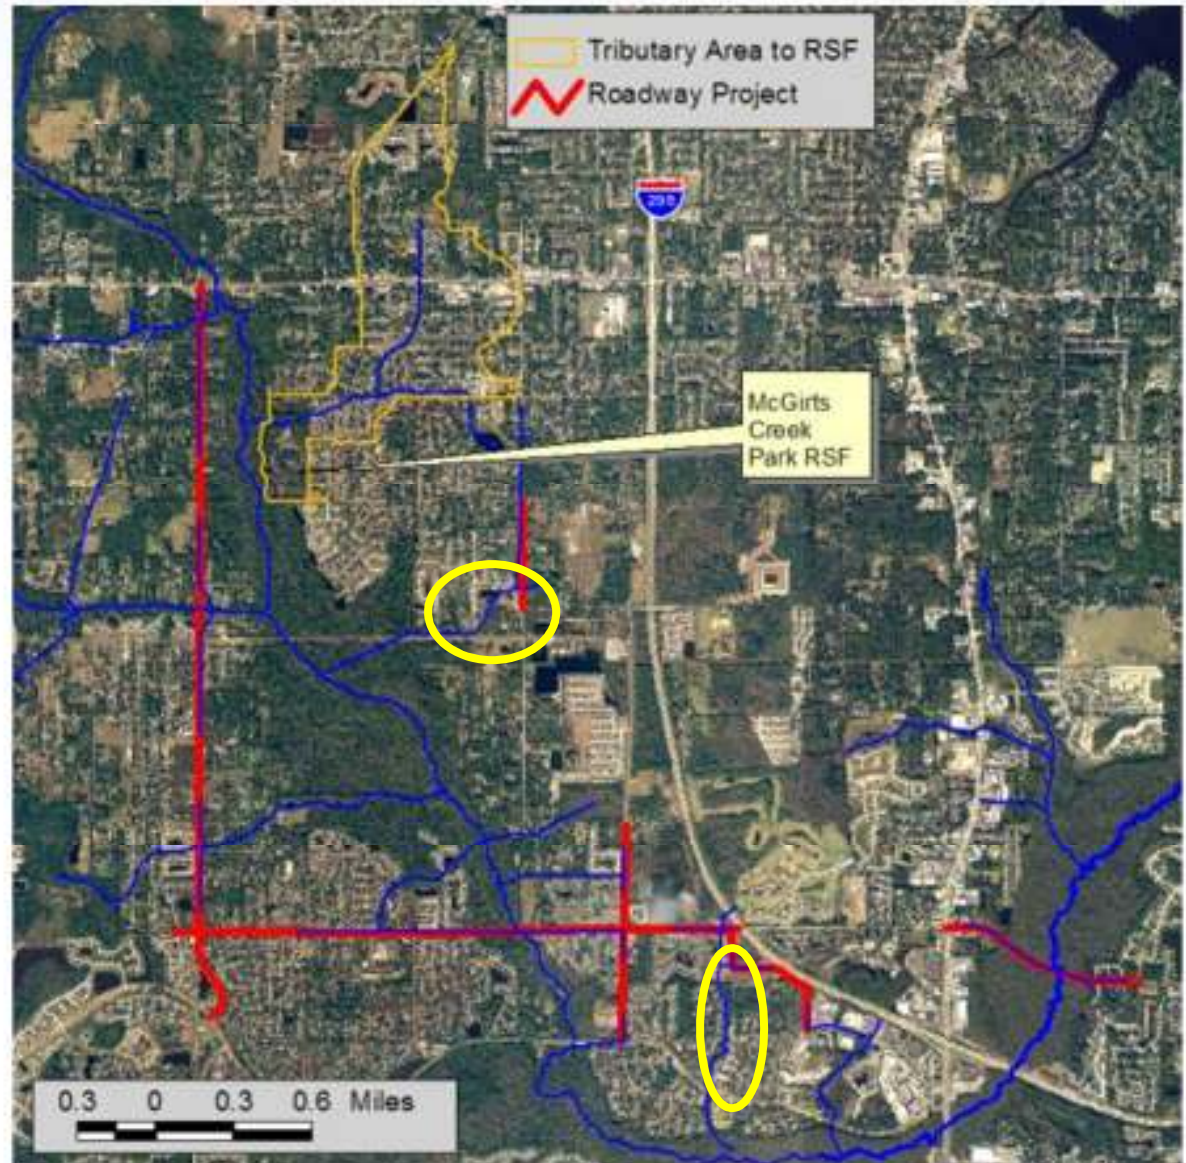 Tributary Area to RSF
Roadway Project
295
McGirts
Creek
Park RSF
0.3 0 0.3 0.6 Miles